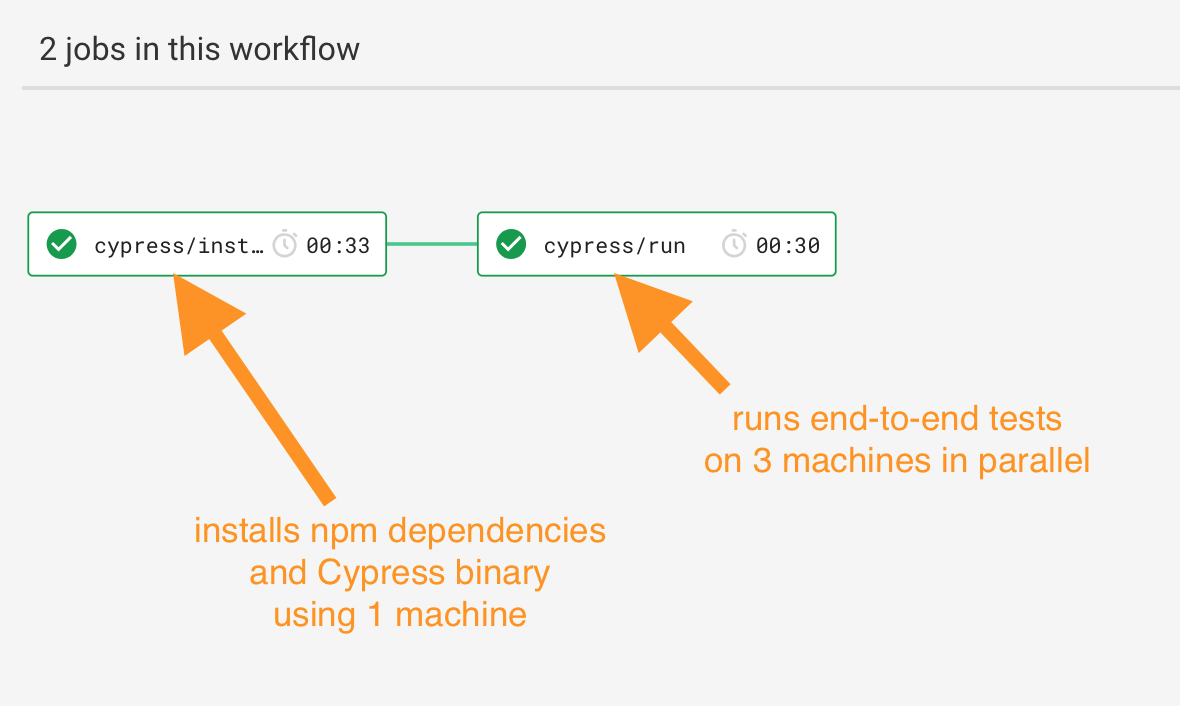 2 jobs in this workflow
cypress/inst… 00:33
cypress/run 00:30
runs end-to-end tests
on 3 machines in parallel
installs npm dependencies
and Cypress binary
using 1 machine